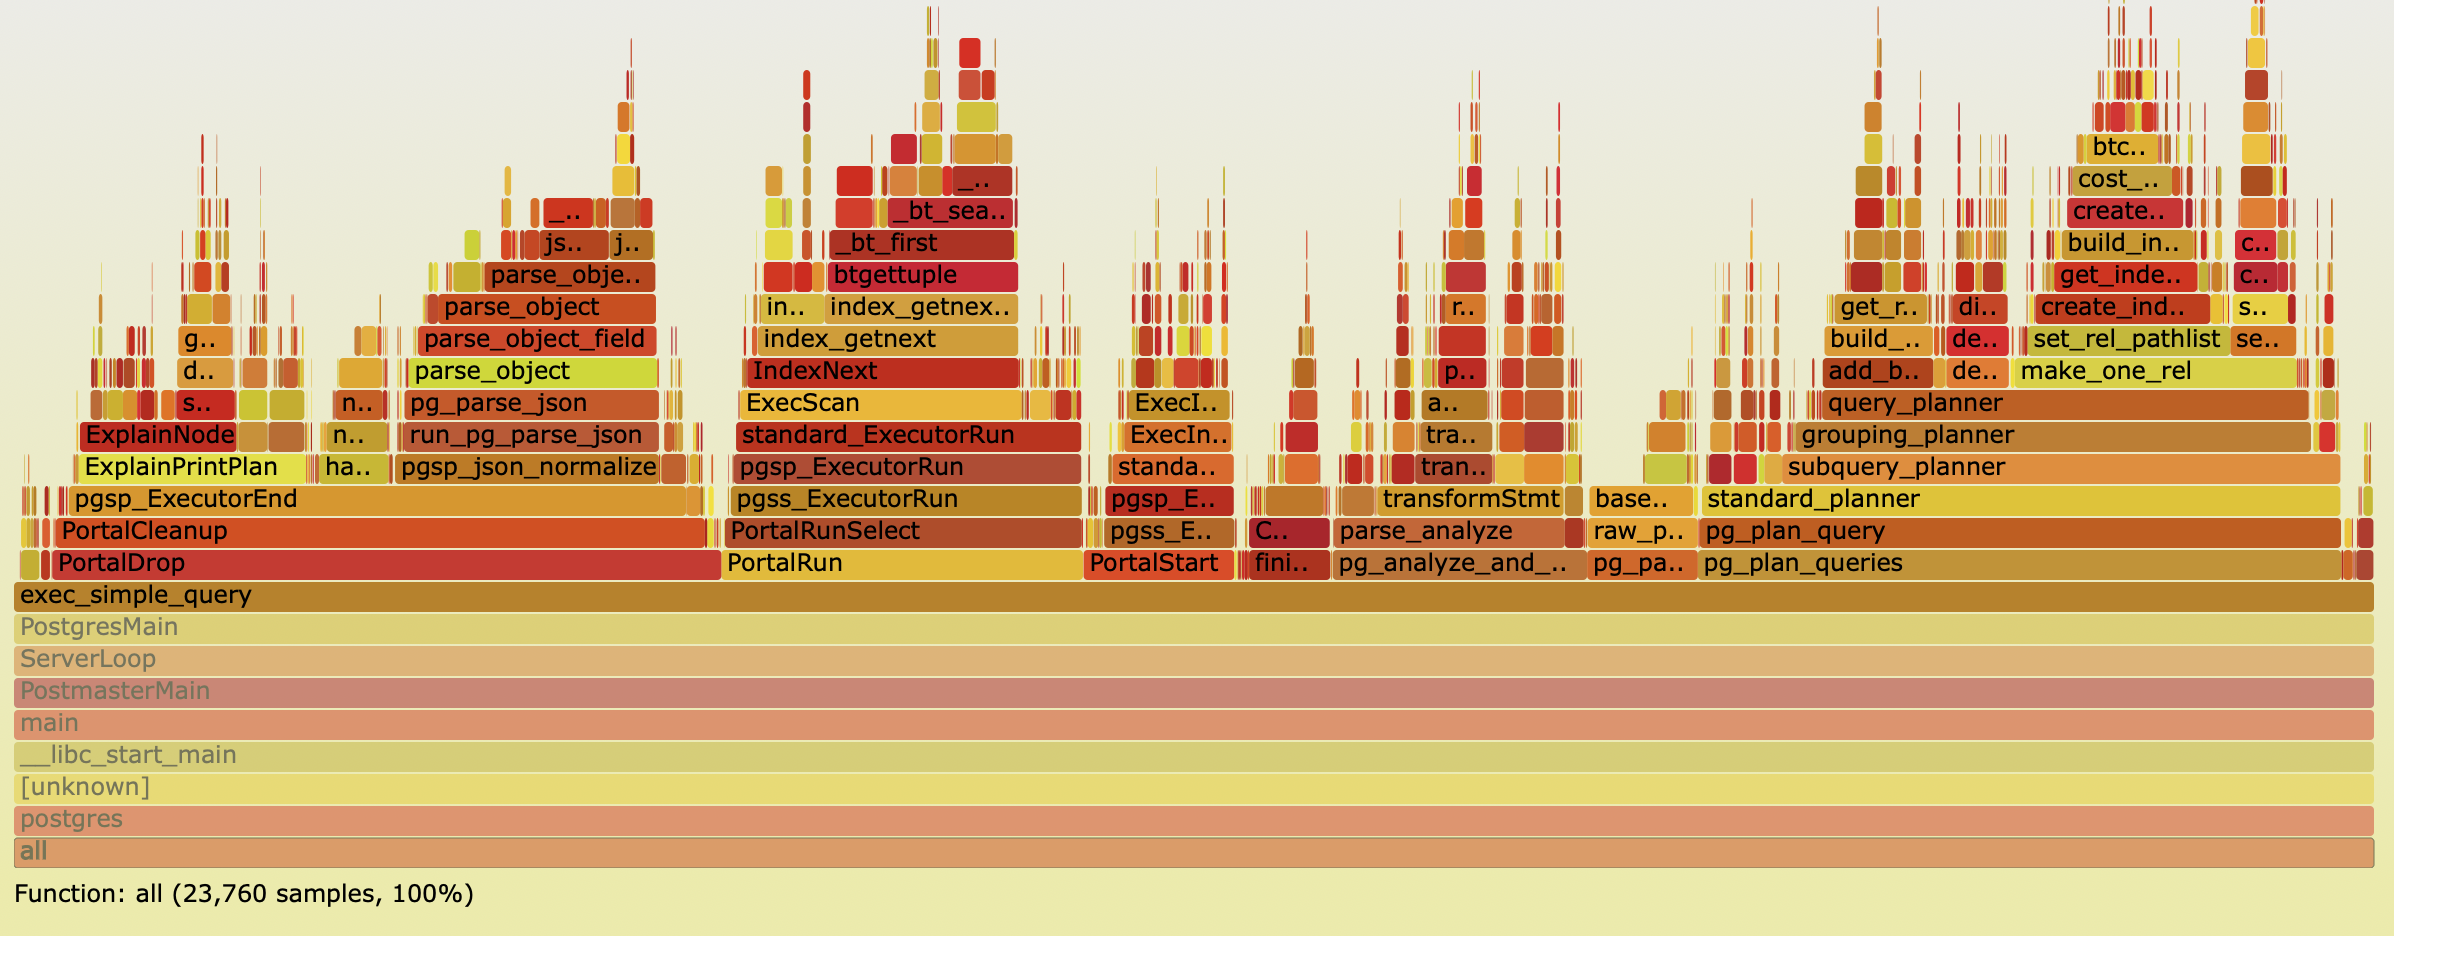 btc..
_.. cost_..
_.. _bt_sea.. create..
js.. j.. _bt_first build_in.. c..
parse_obje.. btgettuple get_inde.. c..
parse_object in.. index_getnex.. r.. get_r.. di.. create_ind.. s..
g.. parse_object_field index_getnext build_.. de.. set_rel_pathlist se..
d.. parse_object IndexNext p.. add_b.. de.. make_one_rel
s.. n.. pg_parse_json ExecScan ExecI.. a.. query_planner
ExplainNode n.. run_pg_parse_json standard_ExecutorRun ExecIn.. tra.. grouping_planner
ExplainPrintPlan ha.. pgsp_json_normalize pgsp_ExecutorRun standa.. tran.. subquery_planner
pgsp_ExecutorEnd pgss_ExecutorRun pgsp_E.. transformStmt base.. standard_planner
PortalCleanup PortalRunSelect pgss_E.. C.. parse_analyze raw_p.. pg_plan_query
PortalDrop PortalRun PortalStart fini.. pg_analyze_and_.. pg_pa.. pg_plan_queries
exec_simple_query
PostgresMain
ServerLoop
PostmasterMain
main
__libc_start_main
[unknown]
postgres
all
Function: all (23,760 samples, 100%)